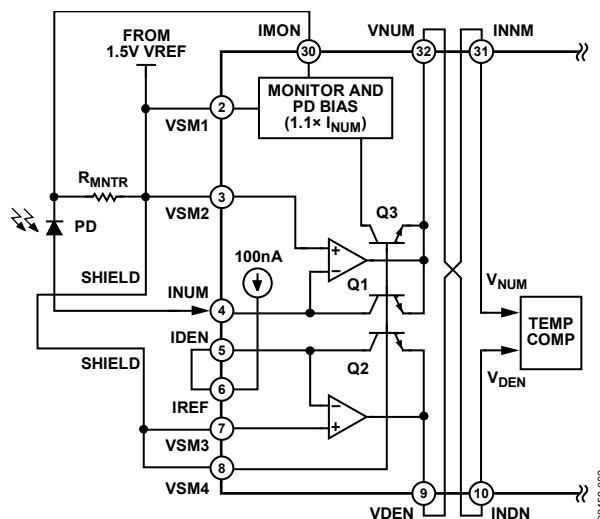 IMON
VNUM
INNM
30
32
31
FROM
1.5V VREF
MONITOR AND
PD BIAS
(1.1× INUM)
2
VSM1
RMNTR
3
VSM2
Q3
PD
100nA
+
−
SHIELD
INUM
4
Q1
VNUM
IDEN
5
TEMP
COMP
Q2
SHIELD
6
VDEN
IREF
−
+
7
VSM3
8
VSM4
9
10
VDEN
INDN